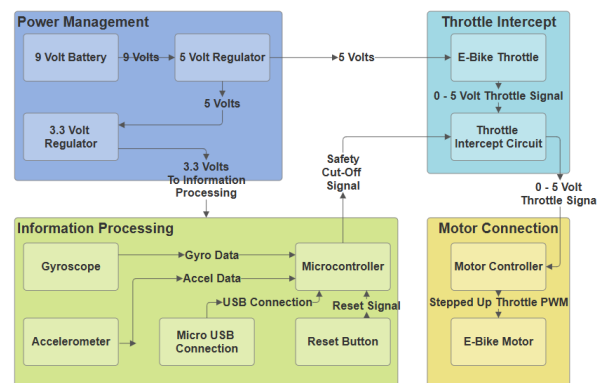 Power Management
Throttle Intercept
9 Volt Battery
9 Volts
5 Volt Regulator
5 Volts
E-Bike Throttle
5 Volts
0 - 5 Volt Throttle Signal
3.3 Volt
Regulator
Throttle
Intercept Circuit
3.3 Volts
To Information
Processing
Safety
Cut-Off
Signal
0 - 5 Volt
Throttle Signa
Information Processing
Motor Connection
Gyroscope
Gyro Data
Microcontroller
Motor Controller
Accel Data
USB Connection
Reset Signal
Stepped Up Throttle PWM
Accelerometer
Micro USB
Connection
Reset Button
E-Bike Motor